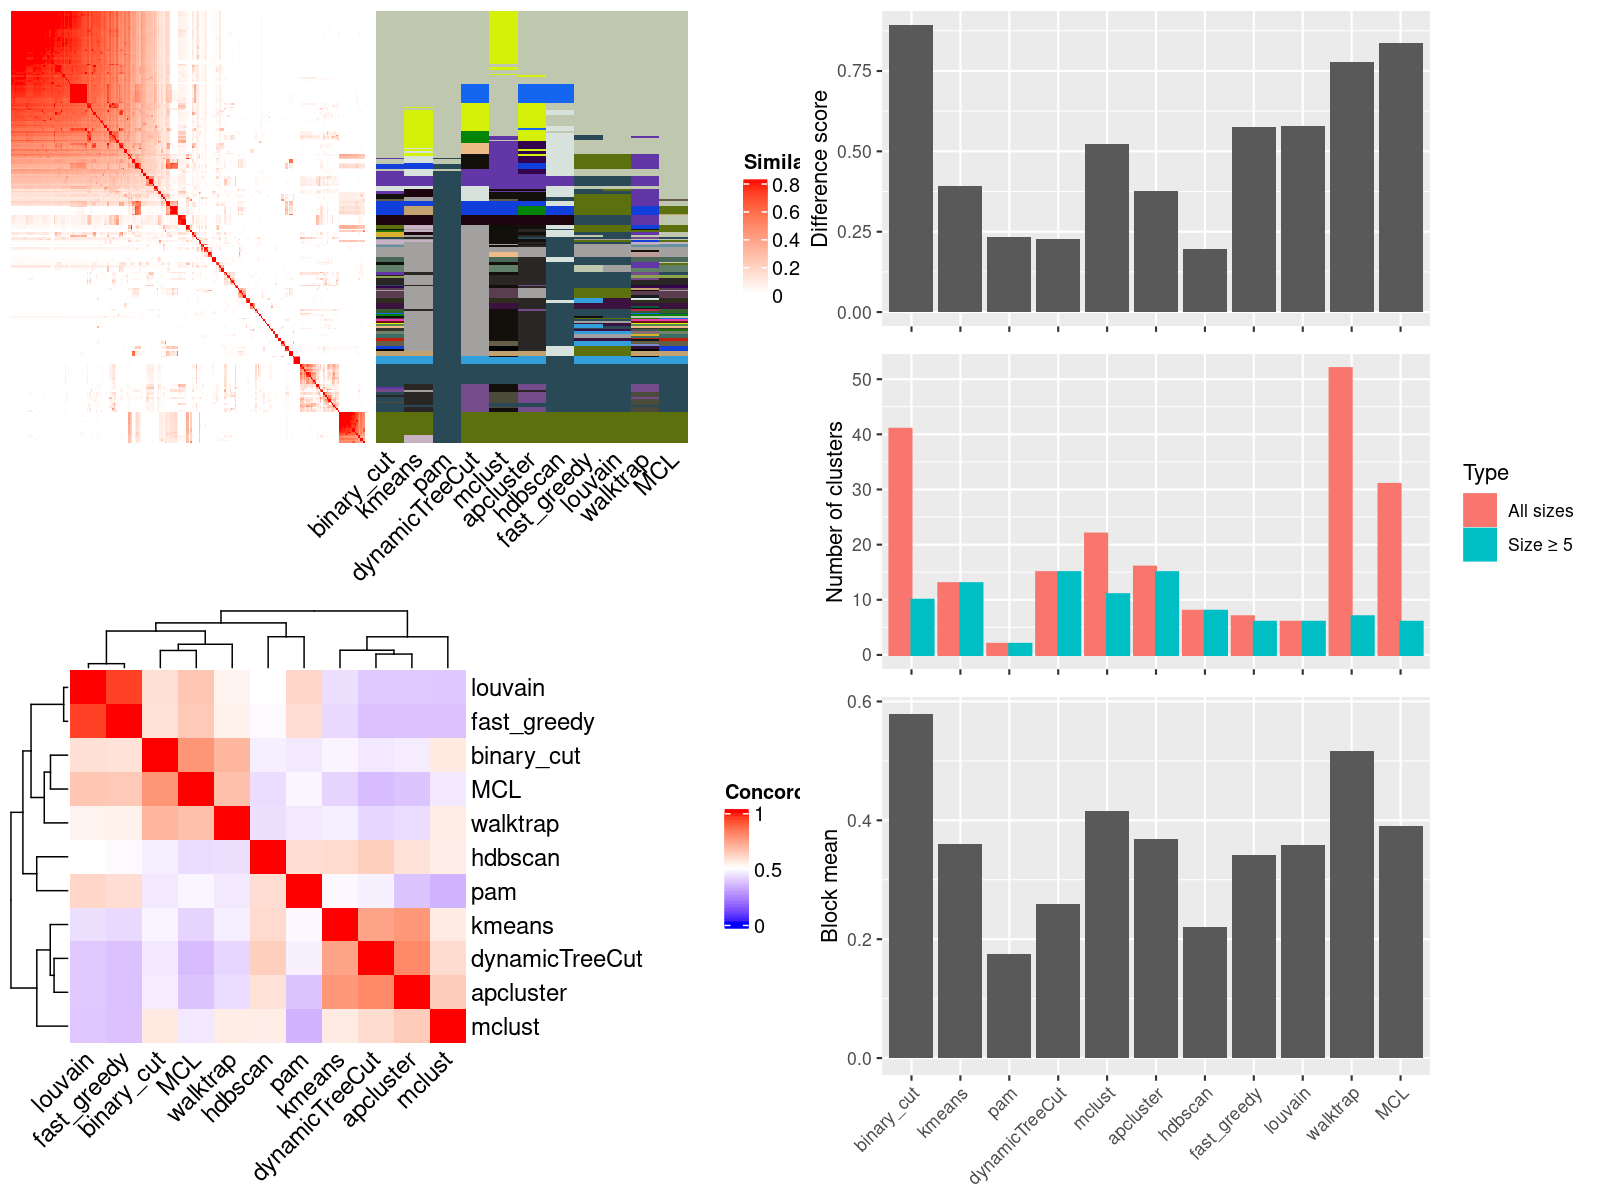 Simila
0.8
0.6
0.4
0.2
0
binary_cut
kmeans
pam
dynamicTreeCut
mclust
apcluster
hdbscan
fast_greedy
louvain
walktrap
MCL
Difference score
0.75
0.50
0.25
0.00
Number of clusters
50
40
30
20
10
0
Type
All sizes
Size ≥ 5
louvain
fast_greedy
binary_cut
MCL
walktrap
hdbscan
pam
kmeans
dynamicTreeCut
apcluster
mclust
louvain
fast_greedy
binary_cut
MCL
walktrap
hdbscan
pam
kmeans
dynamicTreeCut
apcluster
mclust
Concord
1
0.5
0
Block mean
0.6
0.4
0.2
0.0
binary_cut
kmeans
pam
dynamicTreeCut
mclust
apcluster
hdbscan
fast_greedy
louvain
walktrap
MCL